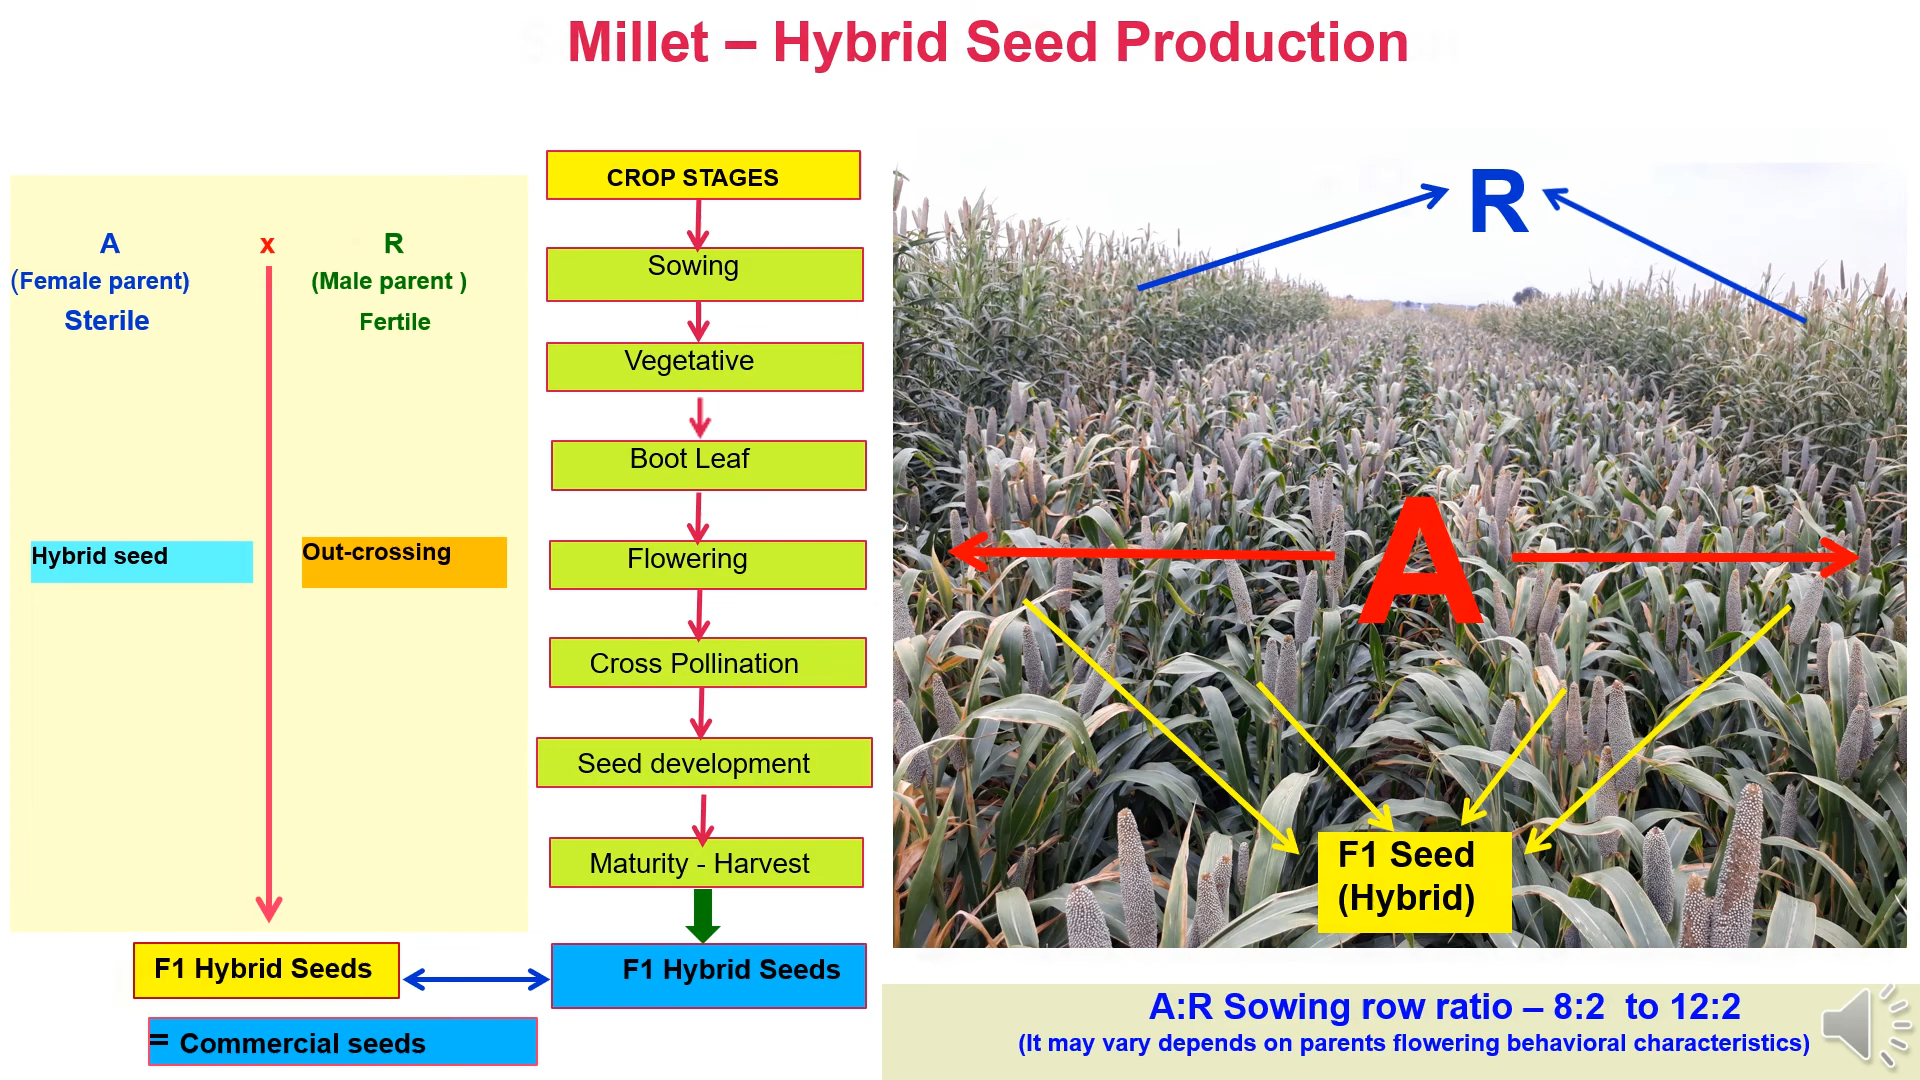 Millet – Hybrid Seed Production
A x R
(Female parent) (Male parent )
Sterile Fertile
Hybrid seed Out-crossing
F1 Hybrid Seeds
= Commercial seeds
CROP STAGES
Sowing
Vegetative
Boot Leaf
Flowering
Cross Pollination
Seed development
Maturity - Harvest
F1 Hybrid Seeds
R
A
F1 Seed
(Hybrid)
A:R Sowing row ratio – 8:2 to 12:2
(It may vary depends on parents flowering behavioral characteristics)